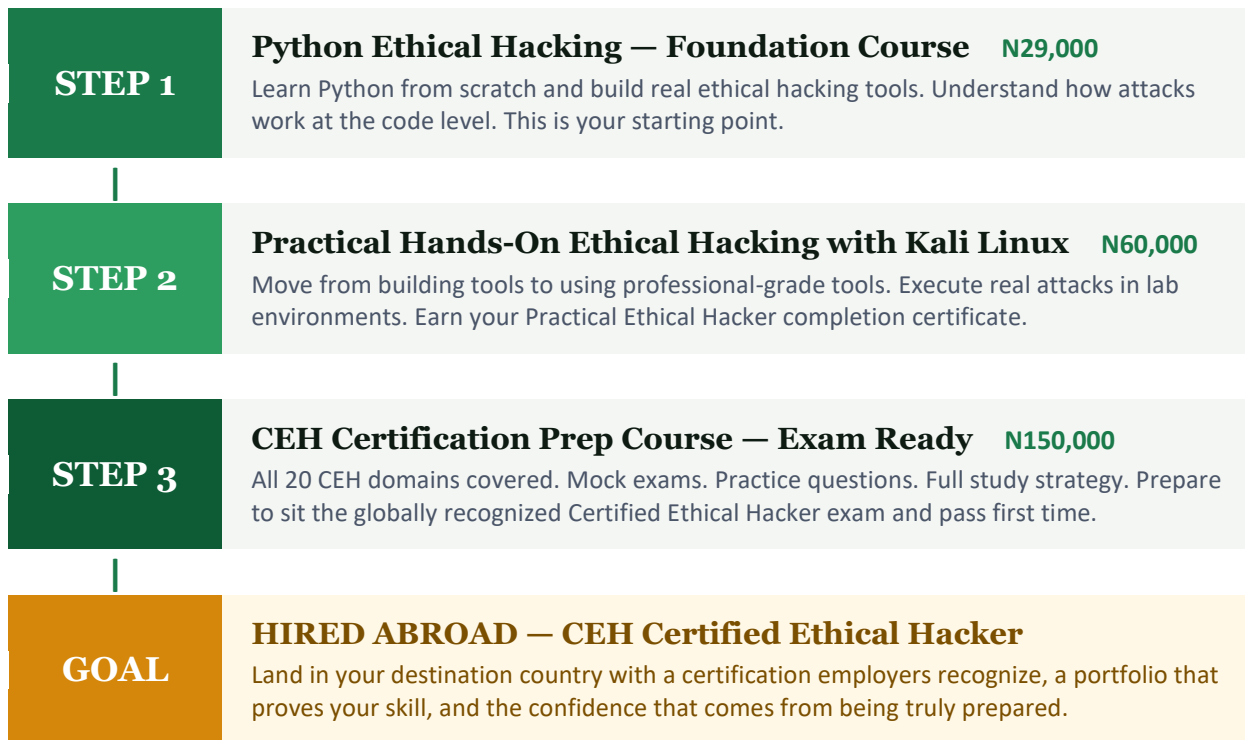 STEP 1
Python Ethical Hacking — Foundation Course N29,000
Learn Python from scratch and build real ethical hacking tools. Understand how attacks
work at the code level. This is your starting point.
STEP 2
Practical Hands-On Ethical Hacking with Kali Linux N60,000
Move from building tools to using professional-grade tools. Execute real attacks in lab
environments. Earn your Practical Ethical Hacker completion certificate.
STEP 3
CEH Certification Prep Course — Exam Ready N150,000
All 20 CEH domains covered. Mock exams. Practice questions. Full study strategy. Prepare
to sit the globally recognized Certified Ethical Hacker exam and pass first time.
GOAL
HIRED ABROAD — CEH Certified Ethical Hacker
Land in your destination country with a certification employers recognize, a portfolio that
proves your skill, and the confidence that comes from being truly prepared.